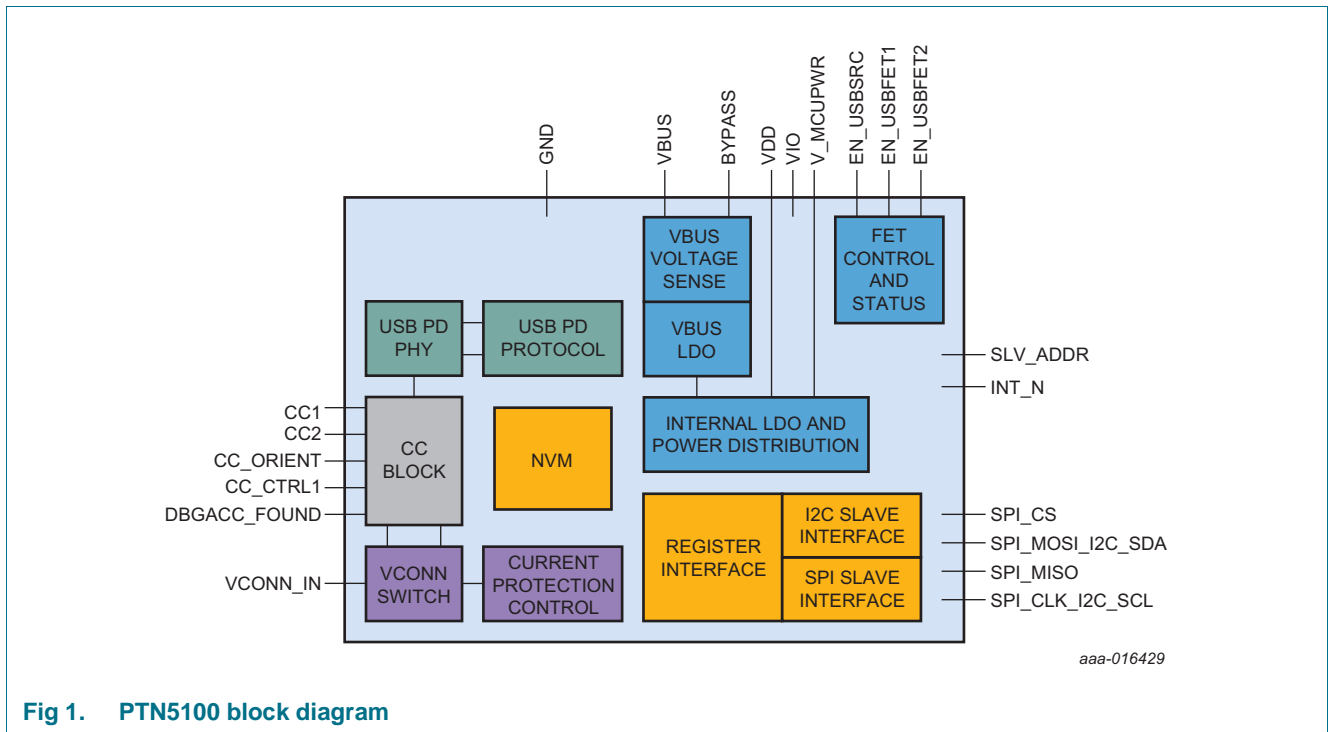 GND
VBUS
BYPASS
VDD
VIO
V_MCUPWR
EN_USBSRC
EN_USBFET1
EN_USBFET2
VBUS
VOLTAGE
SENSE
FET
CONTROL
AND
STATUS
USB PD
PHY
USB PD
PROTOCOL
VBUS
LDO
SLV_ADDR
INT_N
CC1
CC2
CC_ORIENT
CC_CTRL1
DBGACC_FOUND
CC
BLOCK
NVM
INTERNAL LDO AND
POWER DISTRIBUTION
VCONN_IN
VCONN
SWITCH
CURRENT
PROTECTION
CONTROL
REGISTER
INTERFACE
I2C SLAVE
INTERFACE
SPI SLAVE
INTERFACE
SPI_CS
SPI_MOSI_I2C_SDA
SPI_MISO
SPI_CLK_I2C_SCL
aaa-016429
Fig 1. PTN5100 block diagram